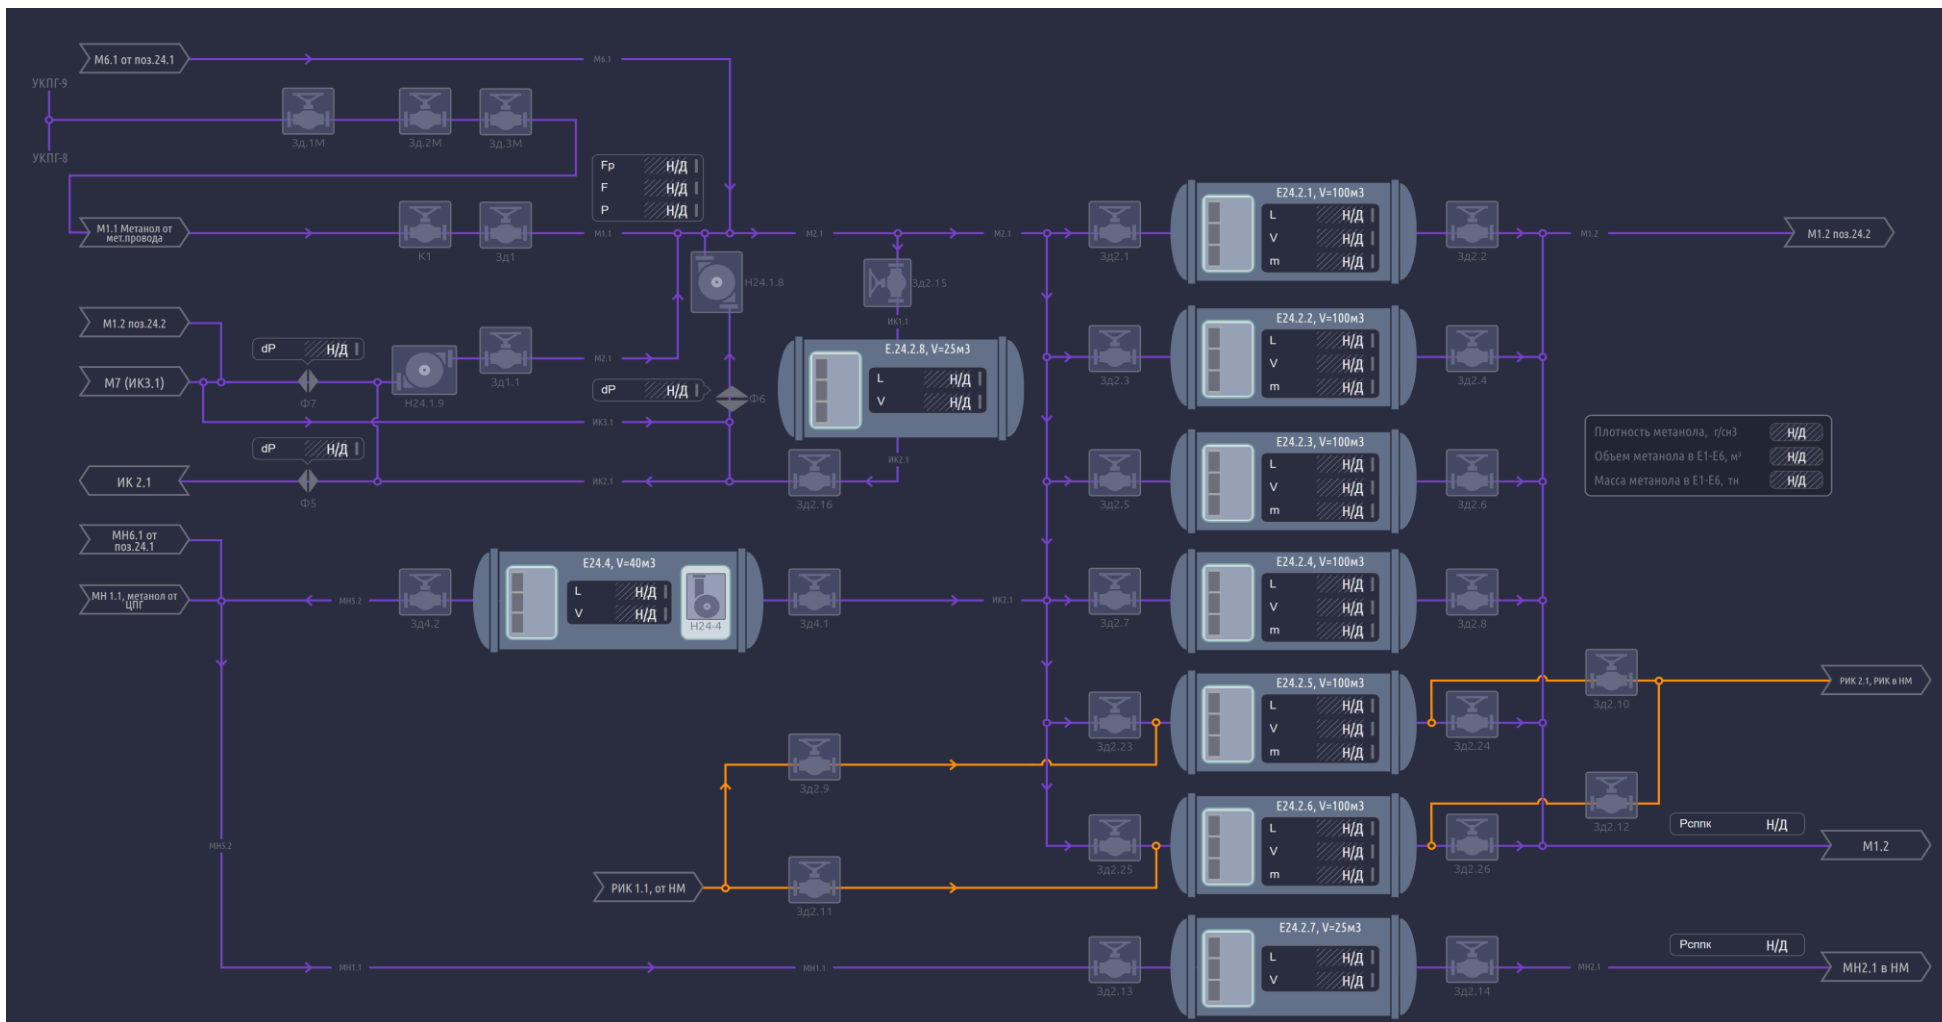 М6.1 от поз.24.1
М6.1
УКПГ-9
УКПГ-8
Зд.1М
Зд.2М
Зд.3М
Fp Н/Д
F Н/Д
P Н/Д
М1.1 Метанол от
мет.провода
К1
Зд1
М1.1
М2.1
М2.1
Н24.1.8
Зд2.15
ИК1.1
М1.2 поз.24.2
dP Н/Д
М7 (ИК3.1)
Ф7
Н24.1.9
Зд1.1
М2.1
dP Н/Д
Ф6
ИК3.1
Е.24.2.8, V=25м3
L Н/Д
V Н/Д
ИК2.1
dP Н/Д
ИК 2.1
Ф5
ИК2.1
Зд2.16
МН6.1 от
поз.24.1
МН 1.1, метанол от
ЦПГ
МН5.2
Зд4.2
Е24.4, V=40м3
L Н/Д
V Н/Д
Н24-4
Зд4.1
ИК2.1
МН5.2
Зд2.9
РИК 1.1, от НМ
Зд2.11
МН1.1
МН1.1
Зд2.1
Е24.2.1, V=100м3
L Н/Д
V Н/Д
m Н/Д
Зд2.2
М1.2
М1.2 поз.24.2
Зд2.3
Е24.2.2, V=100м3
L Н/Д
V Н/Д
m Н/Д
Зд2.4
Зд2.5
Е24.2.3, V=100м3
L Н/Д
V Н/Д
m Н/Д
Зд2.6
Плотность метанола, г/сн3 Н/Д
Объем метанола в Е1-Е6, м³ Н/Д
Масса метанола в Е1-Е6, тн Н/Д
Зд2.7
Е24.2.4, V=100м3
L Н/Д
V Н/Д
m Н/Д
Зд2.8
Зд2.23
Е24.2.5, V=100м3
L Н/Д
V Н/Д
m Н/Д
Зд2.24
Зд2.10
РИК 2.1, РИК в НМ
Зд2.25
Е24.2.6, V=100м3
L Н/Д
V Н/Д
m Н/Д
Зд2.26
Зд2.12
Рсппк Н/Д
М1.2
Зд2.13
Е24.2.7, V=25м3
L Н/Д
V Н/Д
Зд2.14
МН2.1
Рсппк Н/Д
МН2.1 в НМ